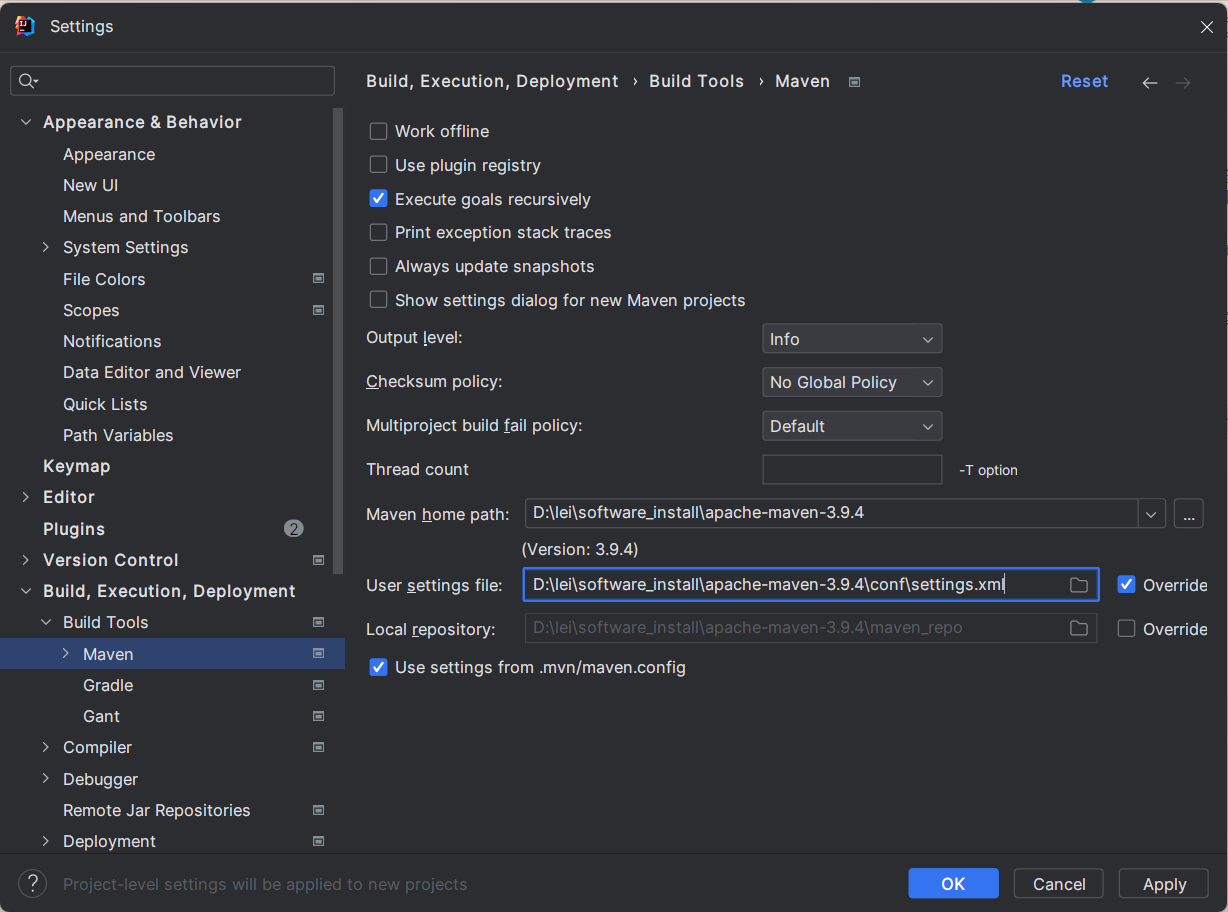 Settings
Build, Execution, Deployment › Build Tools › Maven
Reset
Appearance & Behavior
Appearance
New UI
Menus and Toolbars
System Settings
File Colors
Scopes
Notifications
Data Editor and Viewer
Quick Lists
Path Variables
Keymap
Editor
Plugins 2
Version Control
Build, Execution, Deployment
Build Tools
Maven
Gradle
Gant
Compiler
Debugger
Remote Jar Repositories
Deployment
Work offline
Use plugin registry
Execute goals recursively
Print exception stack traces
Always update snapshots
Show settings dialog for new Maven projects
Output level: Info
Checksum policy: No Global Policy
Multiproject build fail policy: Default
Thread count -T option
Maven home path: D:\lei\software_install\apache-maven-3.9.4 ...
(Version: 3.9.4)
User settings file: D:\lei\software_install\apache-maven-3.9.4\conf\settings.xml Override
Local repository: D:\lei\software_install\apache-maven-3.9.4\maven_repo Override
Use settings from .mvn/maven.config
? Project-level settings will be applied to new projects
OK Cancel Apply